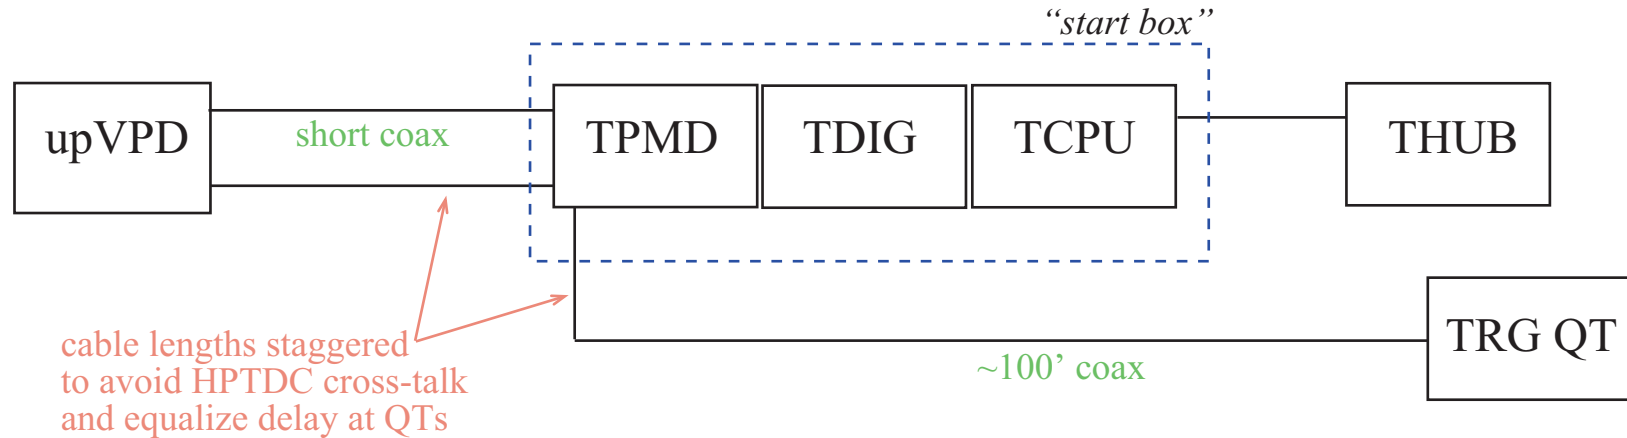 “start box”
upVPD
short coax
TPMD
TDIG
TCPU
THUB
cable lengths staggered
to avoid HPTDC cross-talk
and equalize delay at QTs
~100’ coax
TRG QT